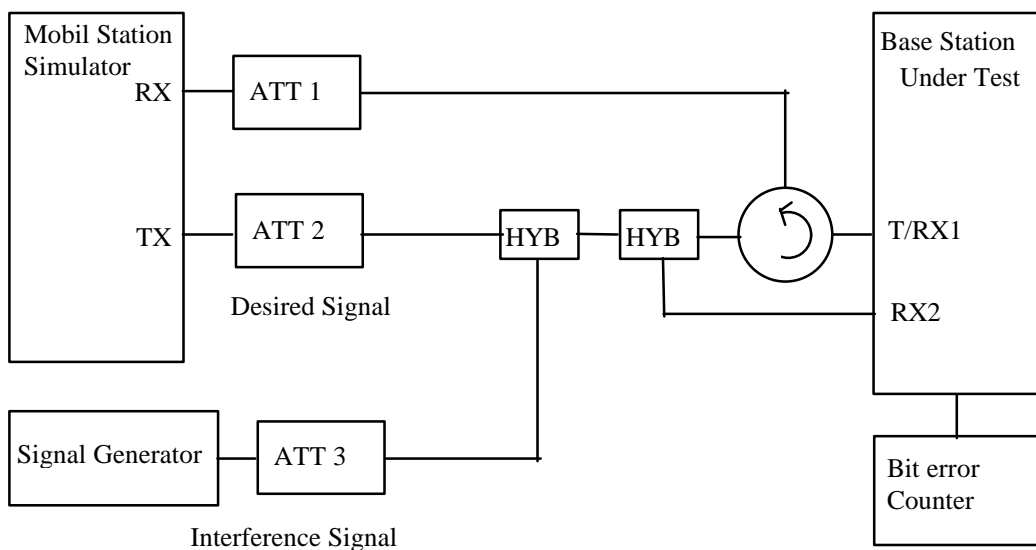 Mobil Station
Simulator
RX
ATT 1
Base Station
Under Test
TX
ATT 2
HYB
HYB
T/RX1
Desired Signal
RX2
Signal Generator
ATT 3
Bit error
Counter
Interference Signal